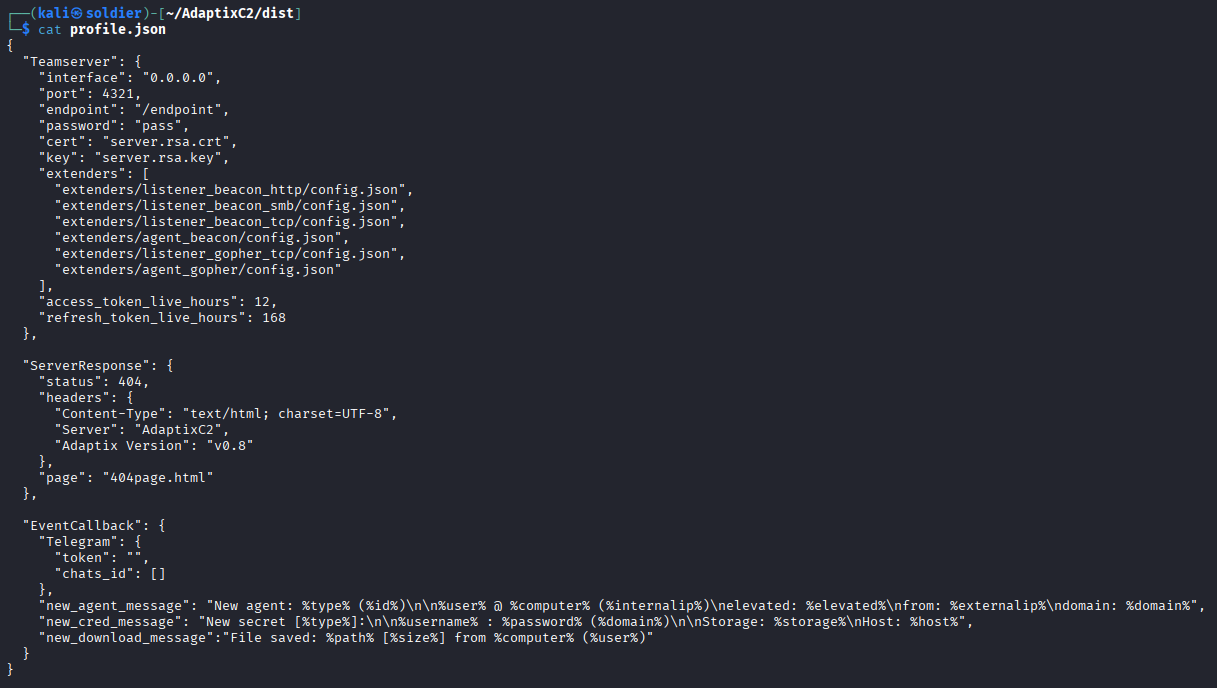 ┌──(kali㉿soldier)-[~/AdaptixC2/dist]
└─$ cat profile.json
{
  "Teamserver": {
    "interface": "0.0.0.0",
    "port": 4321,
    "endpoint": "/endpoint",
    "password": "pass",
    "cert": "server.rsa.crt",
    "key": "server.rsa.key",
    "extenders": [
      "extenders/listener_beacon_http/config.json",
      "extenders/listener_beacon_smb/config.json",
      "extenders/listener_beacon_tcp/config.json",
      "extenders/agent_beacon/config.json",
      "extenders/listener_gopher_tcp/config.json",
      "extenders/agent_gopher/config.json"
    ],
    "access_token_live_hours": 12,
    "refresh_token_live_hours": 168
  },

  "ServerResponse": {
    "status": 404,
    "headers": {
      "Content-Type": "text/html; charset=UTF-8",
      "Server": "AdaptixC2",
      "Adaptix Version": "v0.8"
    },
    "page": "404page.html"
  },

  "EventCallback": {
    "Telegram": {
      "token": "",
      "chats_id": []
    },
    "new_agent_message": "New agent: %type% (%id%)\n\n%user% @ %computer% (%internalip%)\nelevated: %elevated%\nfrom: %externalip%\ndomain: %domain%",
    "new_cred_message": "New secret [%type%]:\n\n%username% : %password% (%domain%)\n\nStorage: %storage%\nHost: %host%",
    "new_download_message":"File saved: %path% [%size%] from %computer% (%user%)"
  }
}